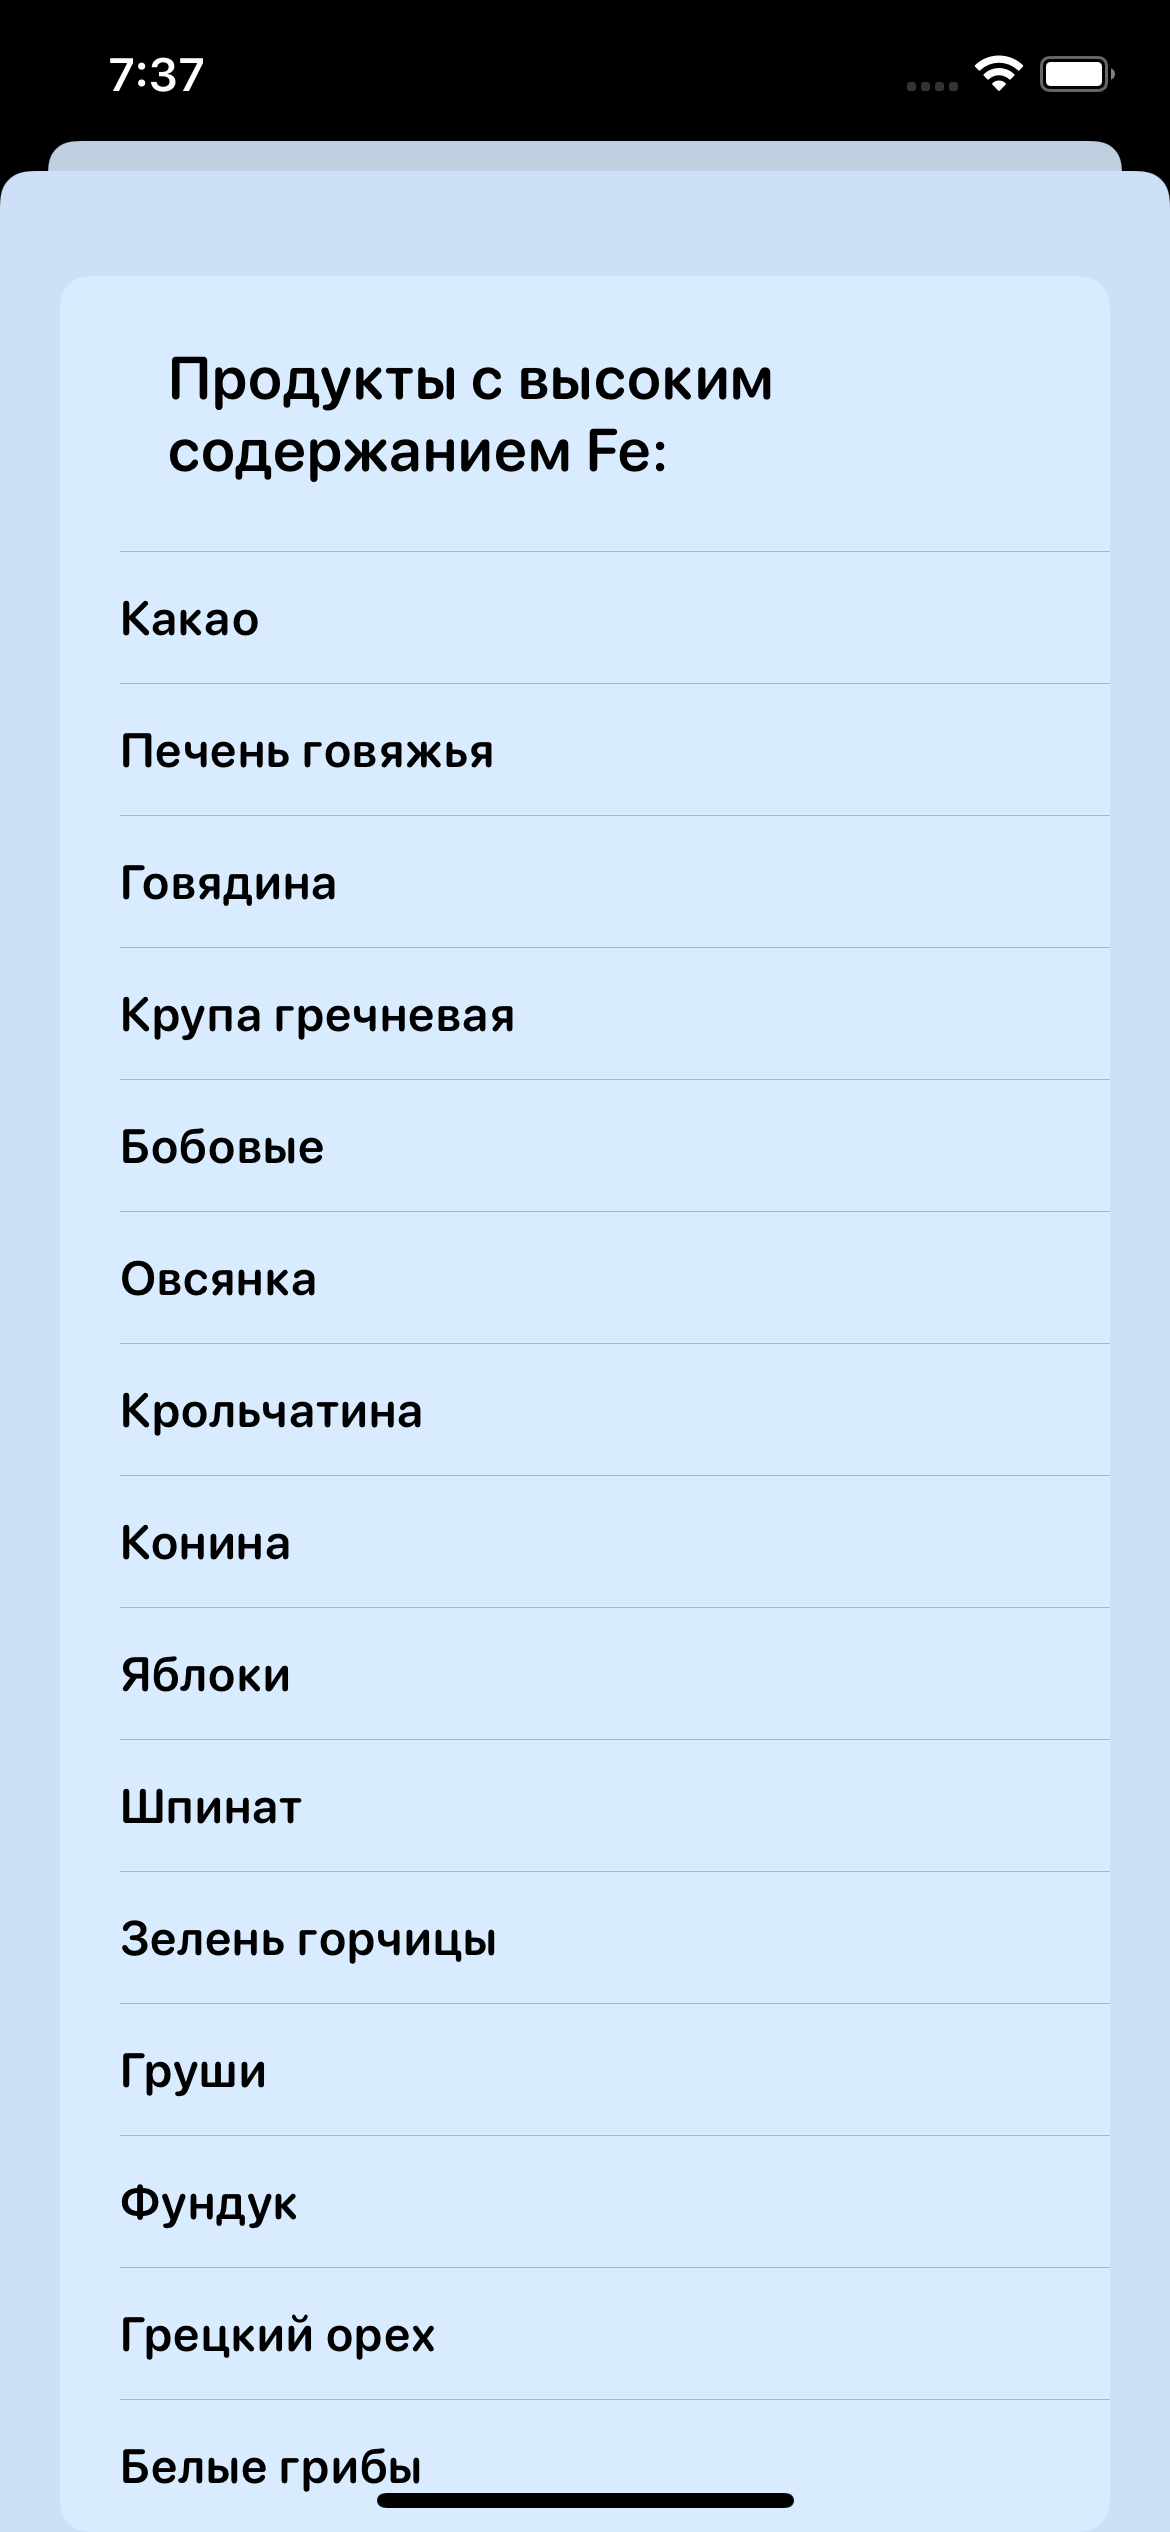 7:37
Продукты с высоким
содержанием Fe:
Какао
Печень говяжья
Говядина
Крупа гречневая
Бобовые
Овсянка
Крольчатина
Конина
Яблоки
Шпинат
Зелень горчицы
Груши
Фундук
Грецкий орех
Белые грибы